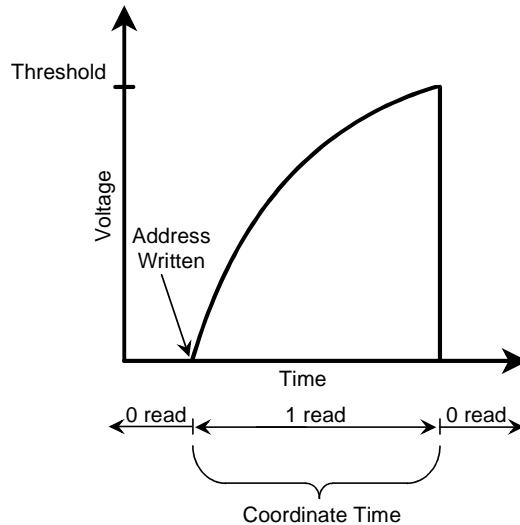 Threshold
Voltage
Address
Written
Time
0 read
1 read
0 read
Coordinate Time